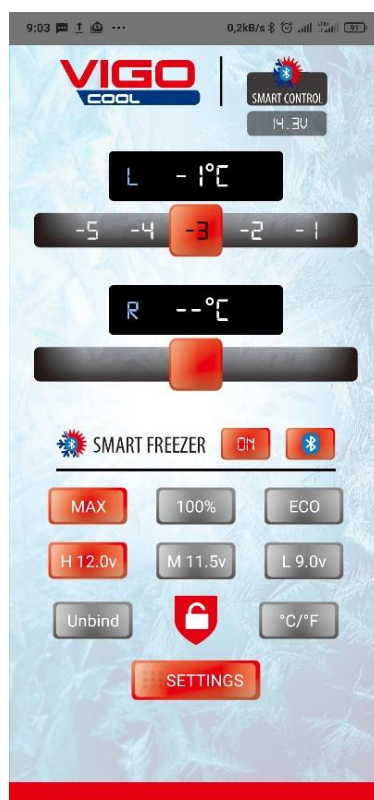 9:03 ... 0,2kB/s 91
VIGO
COOL
SMART CONTROL
14.3V
L -1°C
-5 -4 -3 -2 -1
R --°C
SMART FREEZER ON
MAX 100% ECO
H 12.0v M 11.5v L 9.0v
Unbind °C/°F
SETTINGS